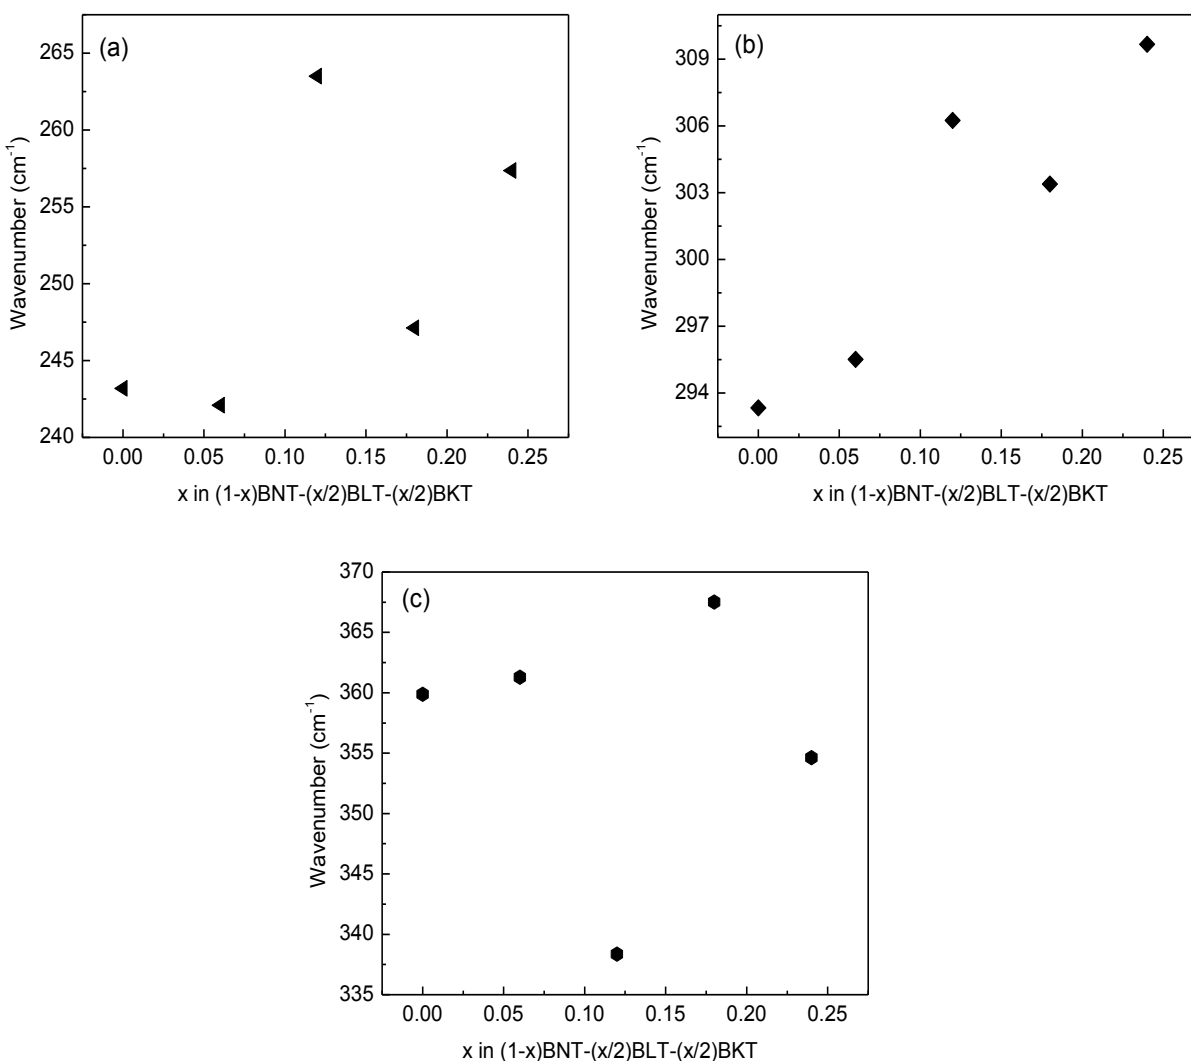 (a)
265
260
255
250
245
240
Wavenumber (cm-1)
0.00 0.05 0.10 0.15 0.20 0.25
x in (1-x)BNT-(x/2)BLT-(x/2)BKT
(b)
309
306
303
300
297
294
Wavenumber (cm-1)
0.00 0.05 0.10 0.15 0.20 0.25
x in (1-x)BNT-(x/2)BLT-(x/2)BKT
(c)
370
365
360
355
350
345
340
335
Wavenumber (cm-1)
0.00 0.05 0.10 0.15 0.20 0.25
x in (1-x)BNT-(x/2)BLT-(x/2)BKT